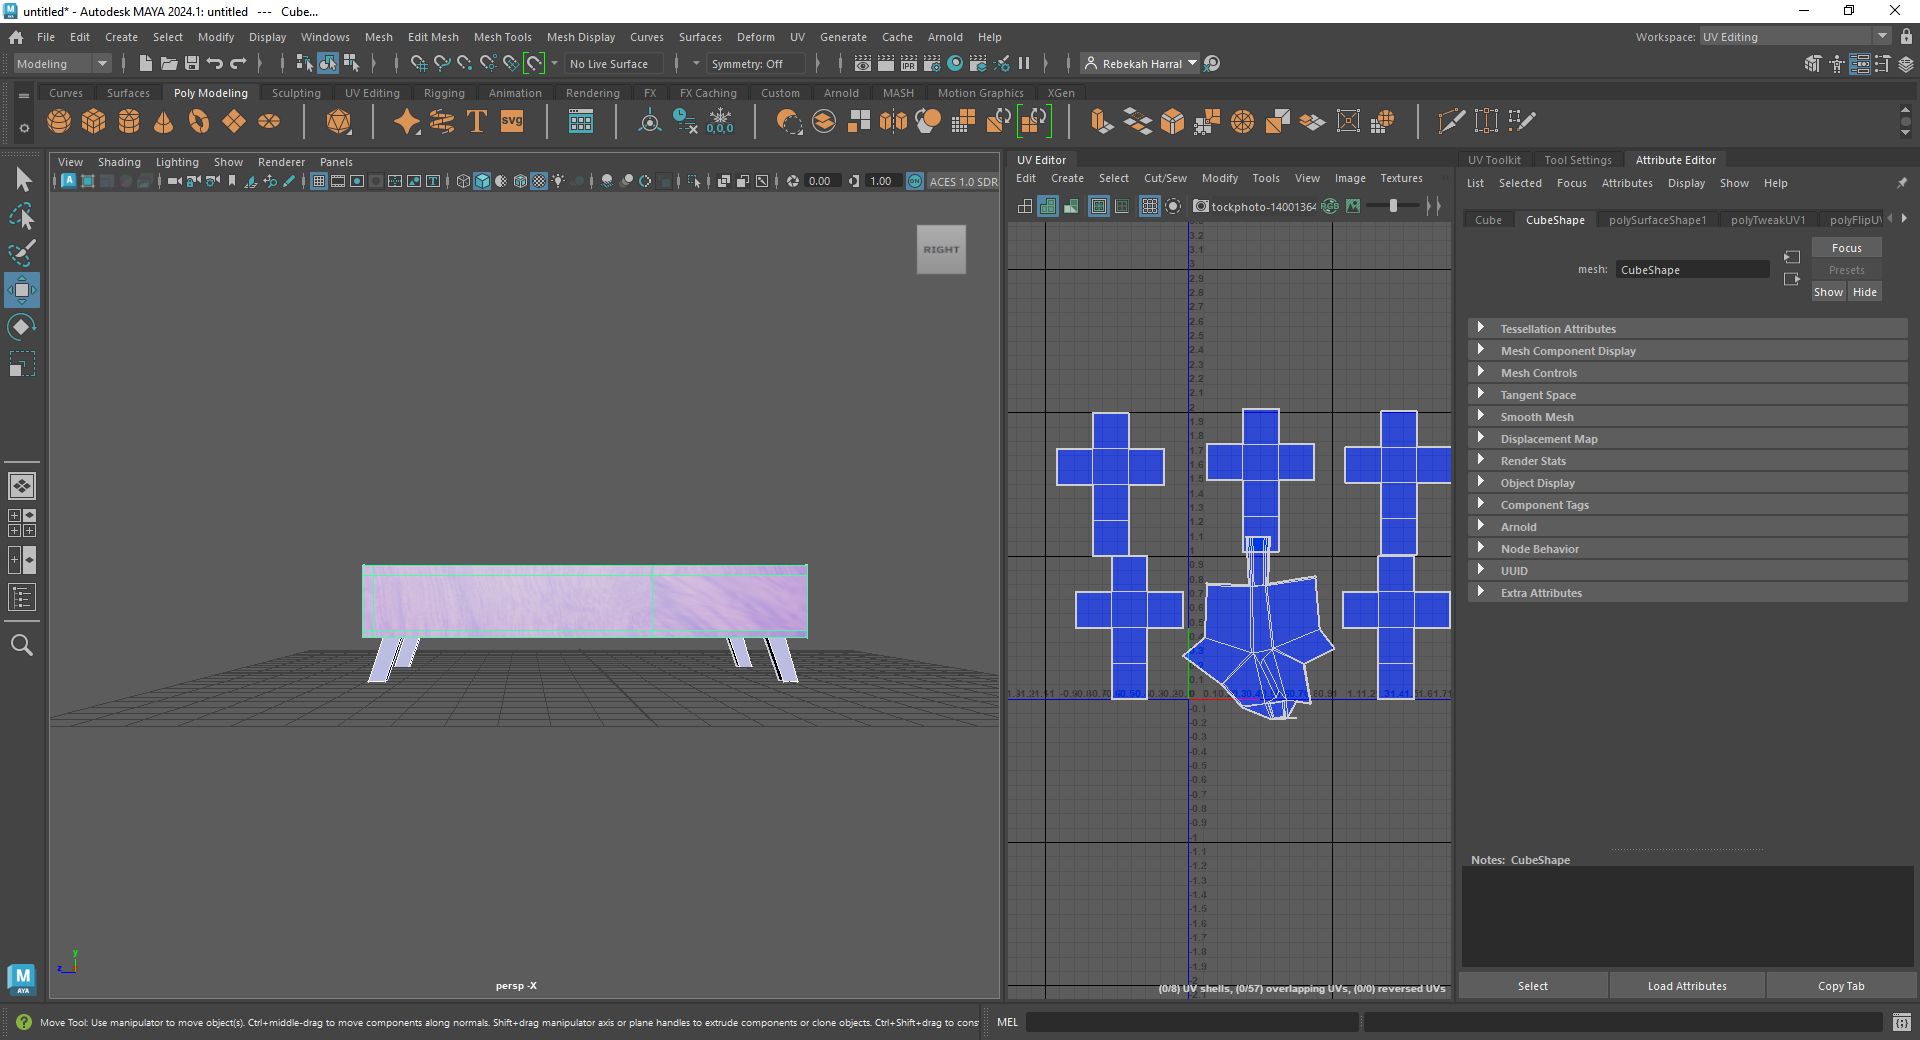 untitled* - Autodesk MAYA 2024.1: untitled --- Cube...
File Edit Create Select Modify Display Windows Mesh Edit Mesh Mesh Tools Mesh Display Curves Surfaces Deform UV Generate Cache Arnold Help
Workspace: UV Editing
Modeling No Live Surface Symmetry: Off IPR Rebekah Harral
Curves Surfaces Poly Modeling Sculpting UV Editing Rigging Animation Rendering FX FX Caching Custom Arnold MASH Motion Graphics XGen
T SVG 0,0,0
View Shading Lighting Show Renderer Panels
0.00 1.00 ON ACES 1.0 SDR
RIGHT
y
z
persp -X
UV Editor
Edit Create Select Cut/Sew Modify Tools View Image Textures
tockphoto-14001364 RGB
3.2
3.1
3
2.9
2.8
2.7
2.6
2.5
2.4
2.3
2.2
2.1
2
1.9
1.8
1.7
1.6
1.5
1.4
1.3
1.2
1.1
1
0.9
0.8
0.7
0.6
0.5
0.4
0.1
0
-0.1
-0.2
-0.3
-0.4
-0.5
-0.6
-0.7
-0.8
-0.9
-1
-1.1
-1.2
-1.3
-1.4
-1.5
-1.6
-1.7
-1.8
-1.9
(0/8) UV shells, (0/57) overlapping UVs, (0/0) reversed UVs
UV Toolkit Tool Settings Attribute Editor
List Selected Focus Attributes Display Show Help
Cube CubeShape polySurfaceShape1 polyTweakUV1 polyFlipUV
mesh: CubeShape
Focus
Presets
Show Hide
Tessellation Attributes
Mesh Component Display
Mesh Controls
Tangent Space
Smooth Mesh
Displacement Map
Render Stats
Object Display
Component Tags
Arnold
Node Behavior
UUID
Extra Attributes
Notes: CubeShape
Select Load Attributes Copy Tab
M
AYA
Move Tool: Use manipulator to move object(s). Ctrl+middle-drag to move components along normals. Shift+drag manipulator axis or plane handles to extrude components or clone objects. Ctrl+Shift+drag to cons
MEL